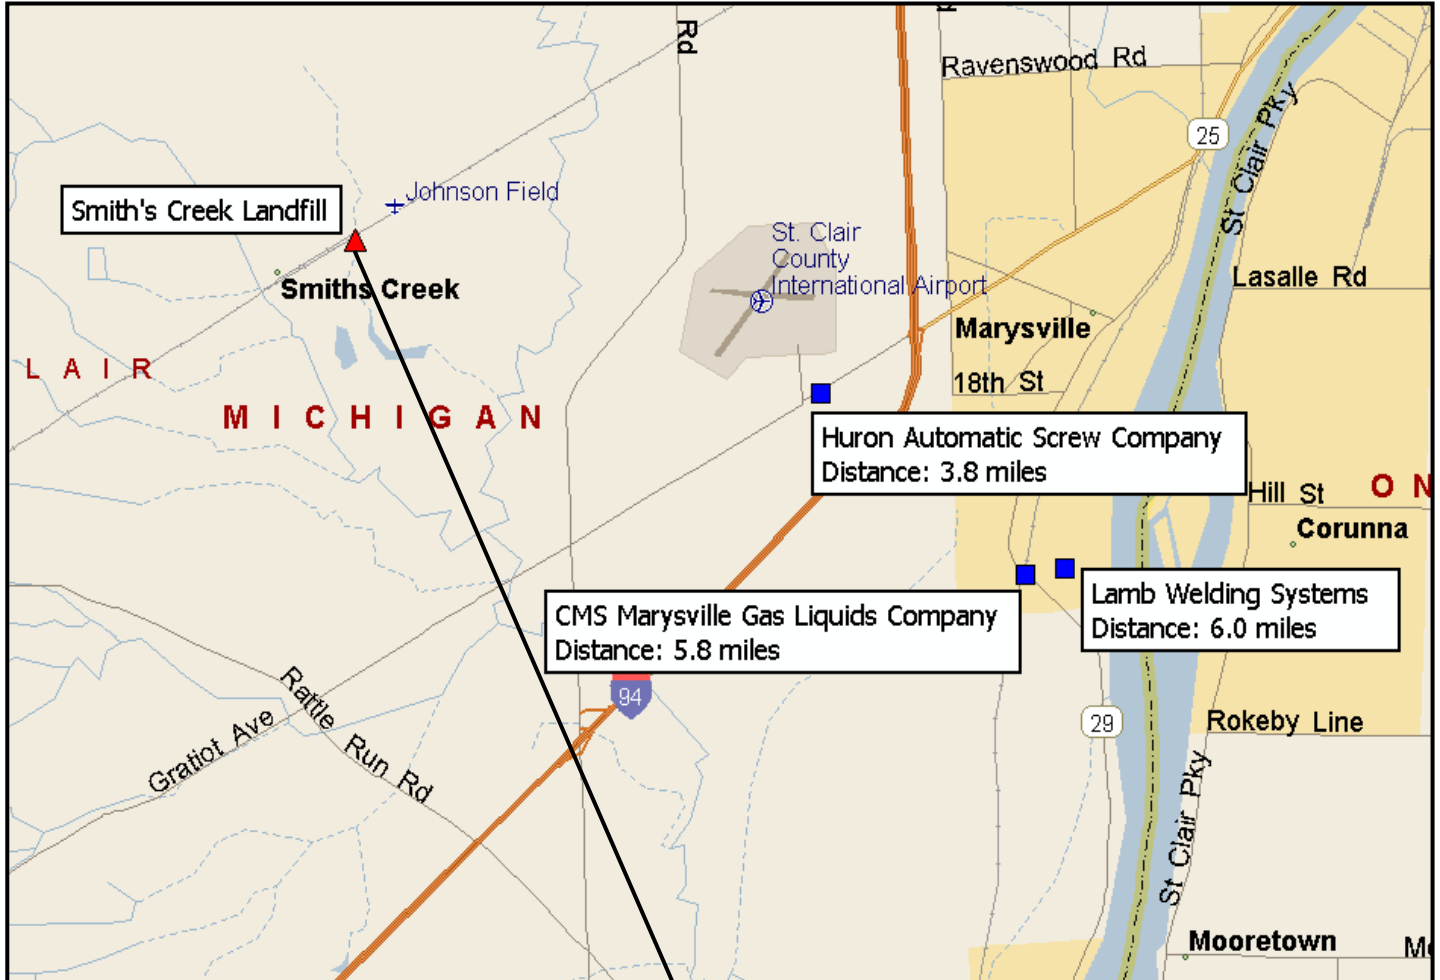 Rd
Ravenswood Rd
25
St Clair Pky
Johnson Field
Smith's Creek Landfill
St. Clair
County
International Airport
Smiths Creek
Lasalle Rd
Marysville
L A I R
18th St
M I C H I G A N
Huron Automatic Screw Company
Distance: 3.8 miles
Hill St
O N
Corunna
Lamb Welding Systems
Distance: 6.0 miles
CMS Marysville Gas Liquids Company
Distance: 5.8 miles
94
Rattle Run Rd
Gratiot Ave
29
Rokeby Line
St Clair Pky
Mooretown